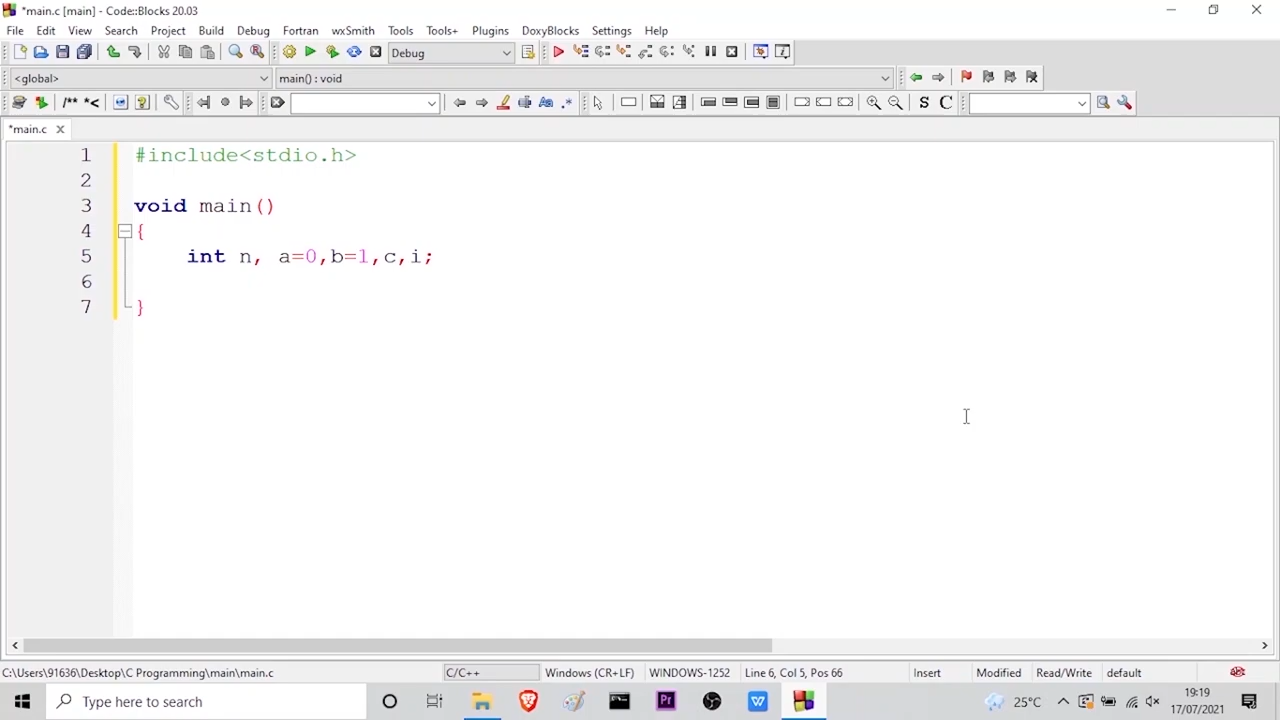 *main.c [main] - Code::Blocks 20.03
File Edit View Search Project Build Debug Fortran wxSmith Tools Tools+ Plugins DoxyBlocks Settings Help
Debug
<global> main() : void
/** *< S C
*main.c
1 #include<stdio.h>
2
3 void main()
4 {
5 int n, a=0,b=1,c,i;
6
7 }
C:\Users\91636\Desktop\C Programming\main\main.c C/C++ Windows (CR+LF) WINDOWS-1252 Line 6, Col 5, Pos 66 Insert Modified Read/Write default
Type here to search Pr W 25°C 19:19
17/07/2021